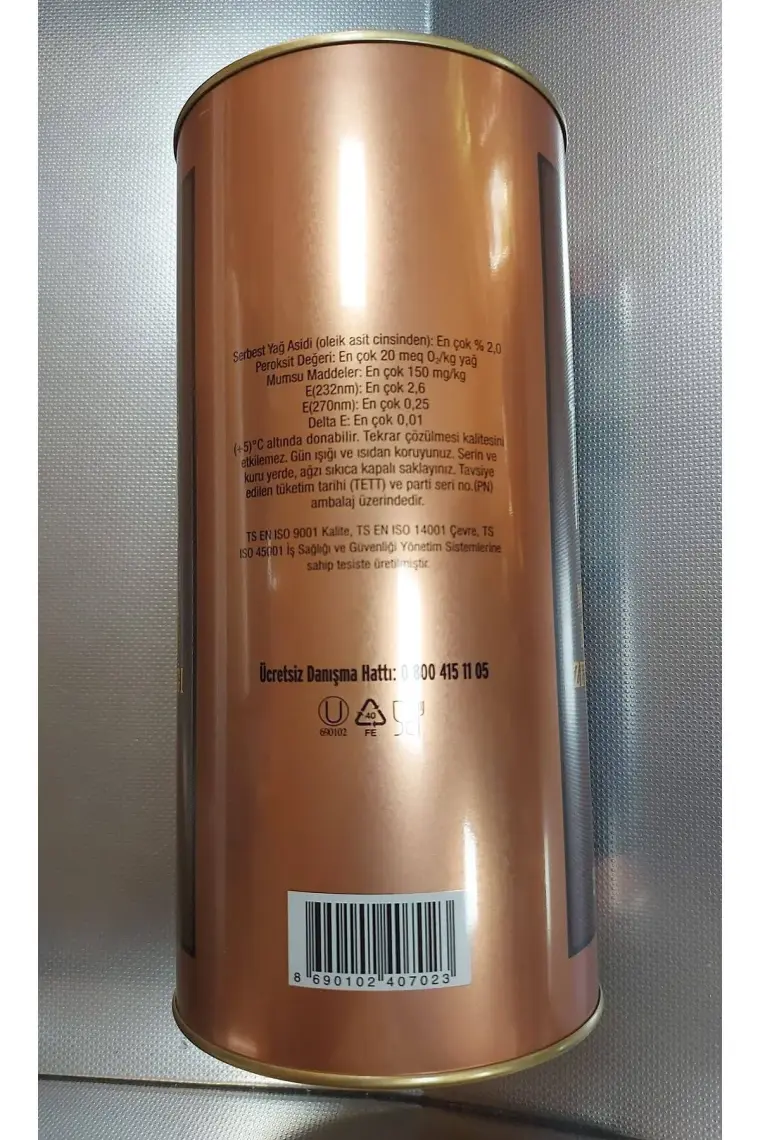 Serbest Yağ Asidi (oleik asit cinsinden): En çok % 2,0
Peroksit Değeri: En çok 20 meq O₂/kg yağ
Mumsu Maddeler: En çok 150 mg/kg
E(232nm): En çok 2,6
E(270nm): En çok 0,25
Delta E: En çok 0,01
(+5)°C altında donabilir. Tekrar çözülmesi kalitesini
etkilemez. Gün ışığı ve ısıdan koruyunuz. Serin ve
kuru yerde, ağzı sıkıca kapalı saklayınız. Tavsiye
edilen tüketim tarihi (TETT) ve parti seri no.(PN)
ambalaj üzerindedir.
TS EN ISO 9001 Kalite, TS EN ISO 14001 Çevre, TS
ISO 45001 İş Sağlığı ve Güvenliği Yönetim Sistemlerine
sahip tesiste üretilmiştir.
Ücretsiz Danışma Hattı: 0 800 415 11 05
U
690102
40
FE
8 690102 407023